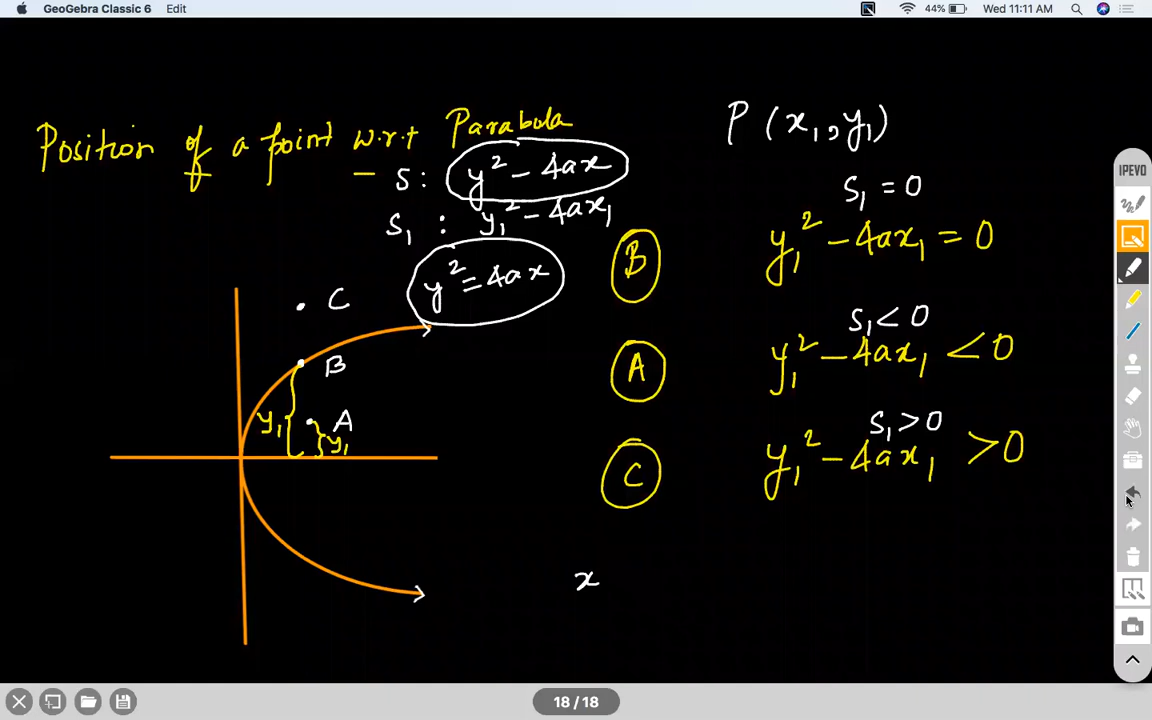 GeoGebra Classic 6 Edit 44% Wed 11:11 AM
Position of a point w.r.t Parabola
P (x₁, y₁)
S : y² - 4ax
S₁ : y₁² - 4ax₁
y² = 4ax
S₁ = 0
B y₁² - 4ax₁ = 0
S₁ < 0
A y₁² - 4ax₁ < 0
S₁ > 0
C y₁² - 4ax₁ > 0
C
B
A
y₁
y₁
x
IPEVO
18 / 18